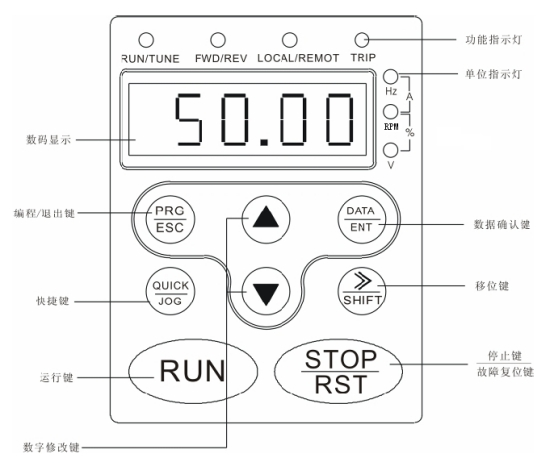 功能指示灯
RUN/TUNE FWD/REV LOCAL/REMOT TRIP
单位指示灯
Hz
A
50.00
RPM
数码显示
%
V
编程/退出键
PRG
ESC
DATA
ENT
数据确认键
快捷键
QUICK
JOG
SHIFT
移位键
运行键
RUN
STOP
RST
停止键
故障复位键
数字修改键